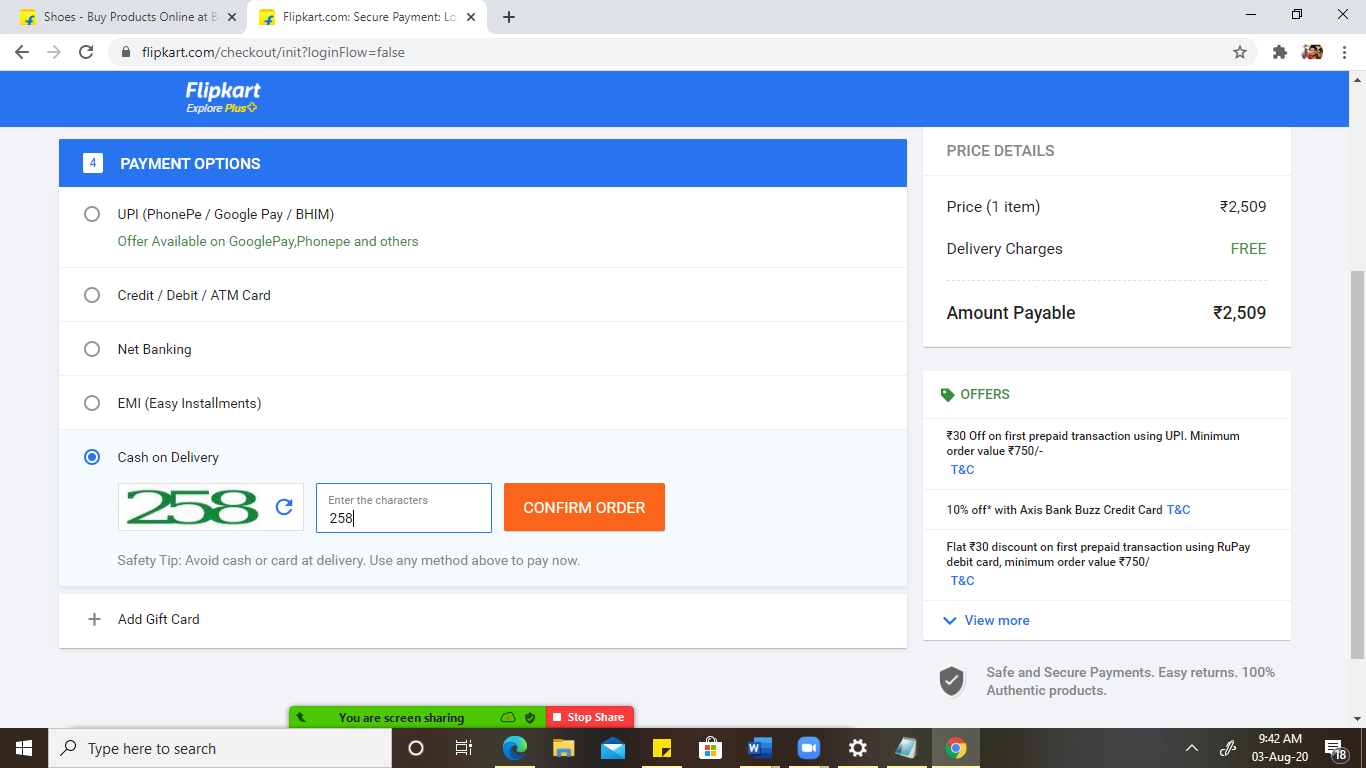 Shoes - Buy Products Online at B
Flipkart.com: Secure Payment: Lo
flipkart.com/checkout/init?loginFlow=false
Flipkart
Explore Plus
4 PAYMENT OPTIONS
UPI (PhonePe / Google Pay / BHIM)
Offer Available on GooglePay,Phonepe and others
Credit / Debit / ATM Card
Net Banking
EMI (Easy Installments)
Cash on Delivery
258
Enter the characters
258
CONFIRM ORDER
Safety Tip: Avoid cash or card at delivery. Use any method above to pay now.
Add Gift Card
PRICE DETAILS
Price (1 item) ₹2,509
Delivery Charges FREE
Amount Payable ₹2,509
OFFERS
₹30 Off on first prepaid transaction using UPI. Minimum
order value ₹750/-
T&C
10% off* with Axis Bank Buzz Credit Card T&C
Flat ₹30 discount on first prepaid transaction using RuPay
debit card, minimum order value ₹750/
T&C
View more
Safe and Secure Payments. Easy returns. 100%
Authentic products.
You are screen sharing
Stop Share
Type here to search
9:42 AM
03-Aug-20
18